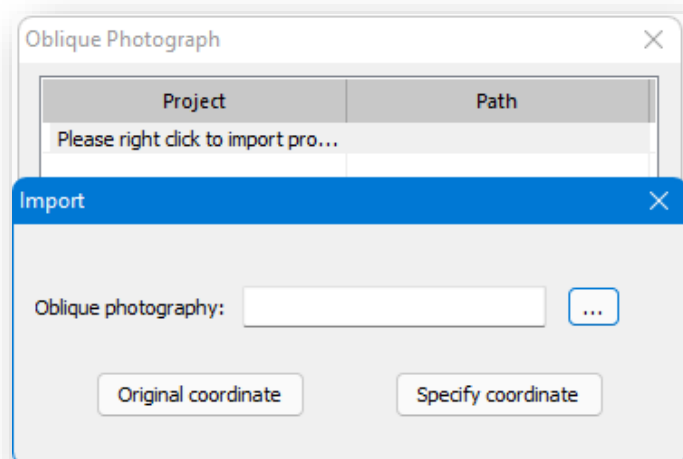 Oblique Photograph
Project Path
Please right click to import pro...
Import
Oblique photography: ...
Original coordinate Specify coordinate